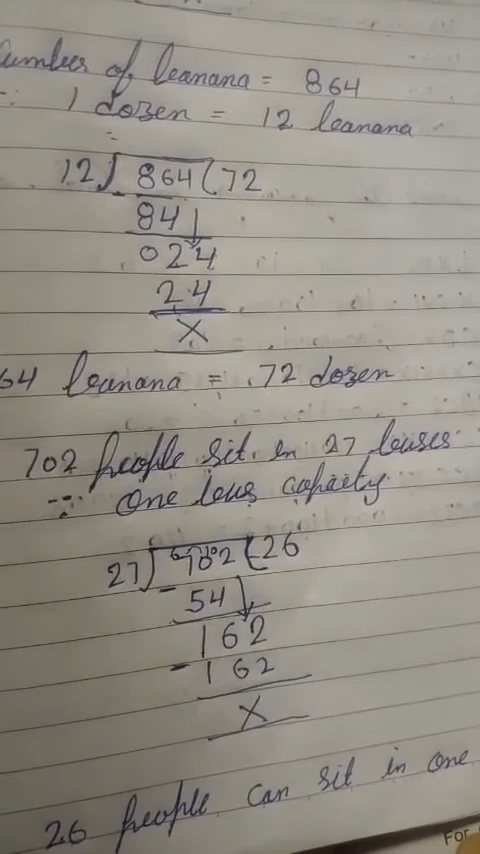 Number of banana = 864
∵ 1 dozen = 12 banana
12) 864 (72
84
024
24
×
64 banana = 72 dozen
702 people sit in 27 buses
∵ One bus capacity
27) 702 (26
- 54
162
- 162
×
26 people can sit in one
For